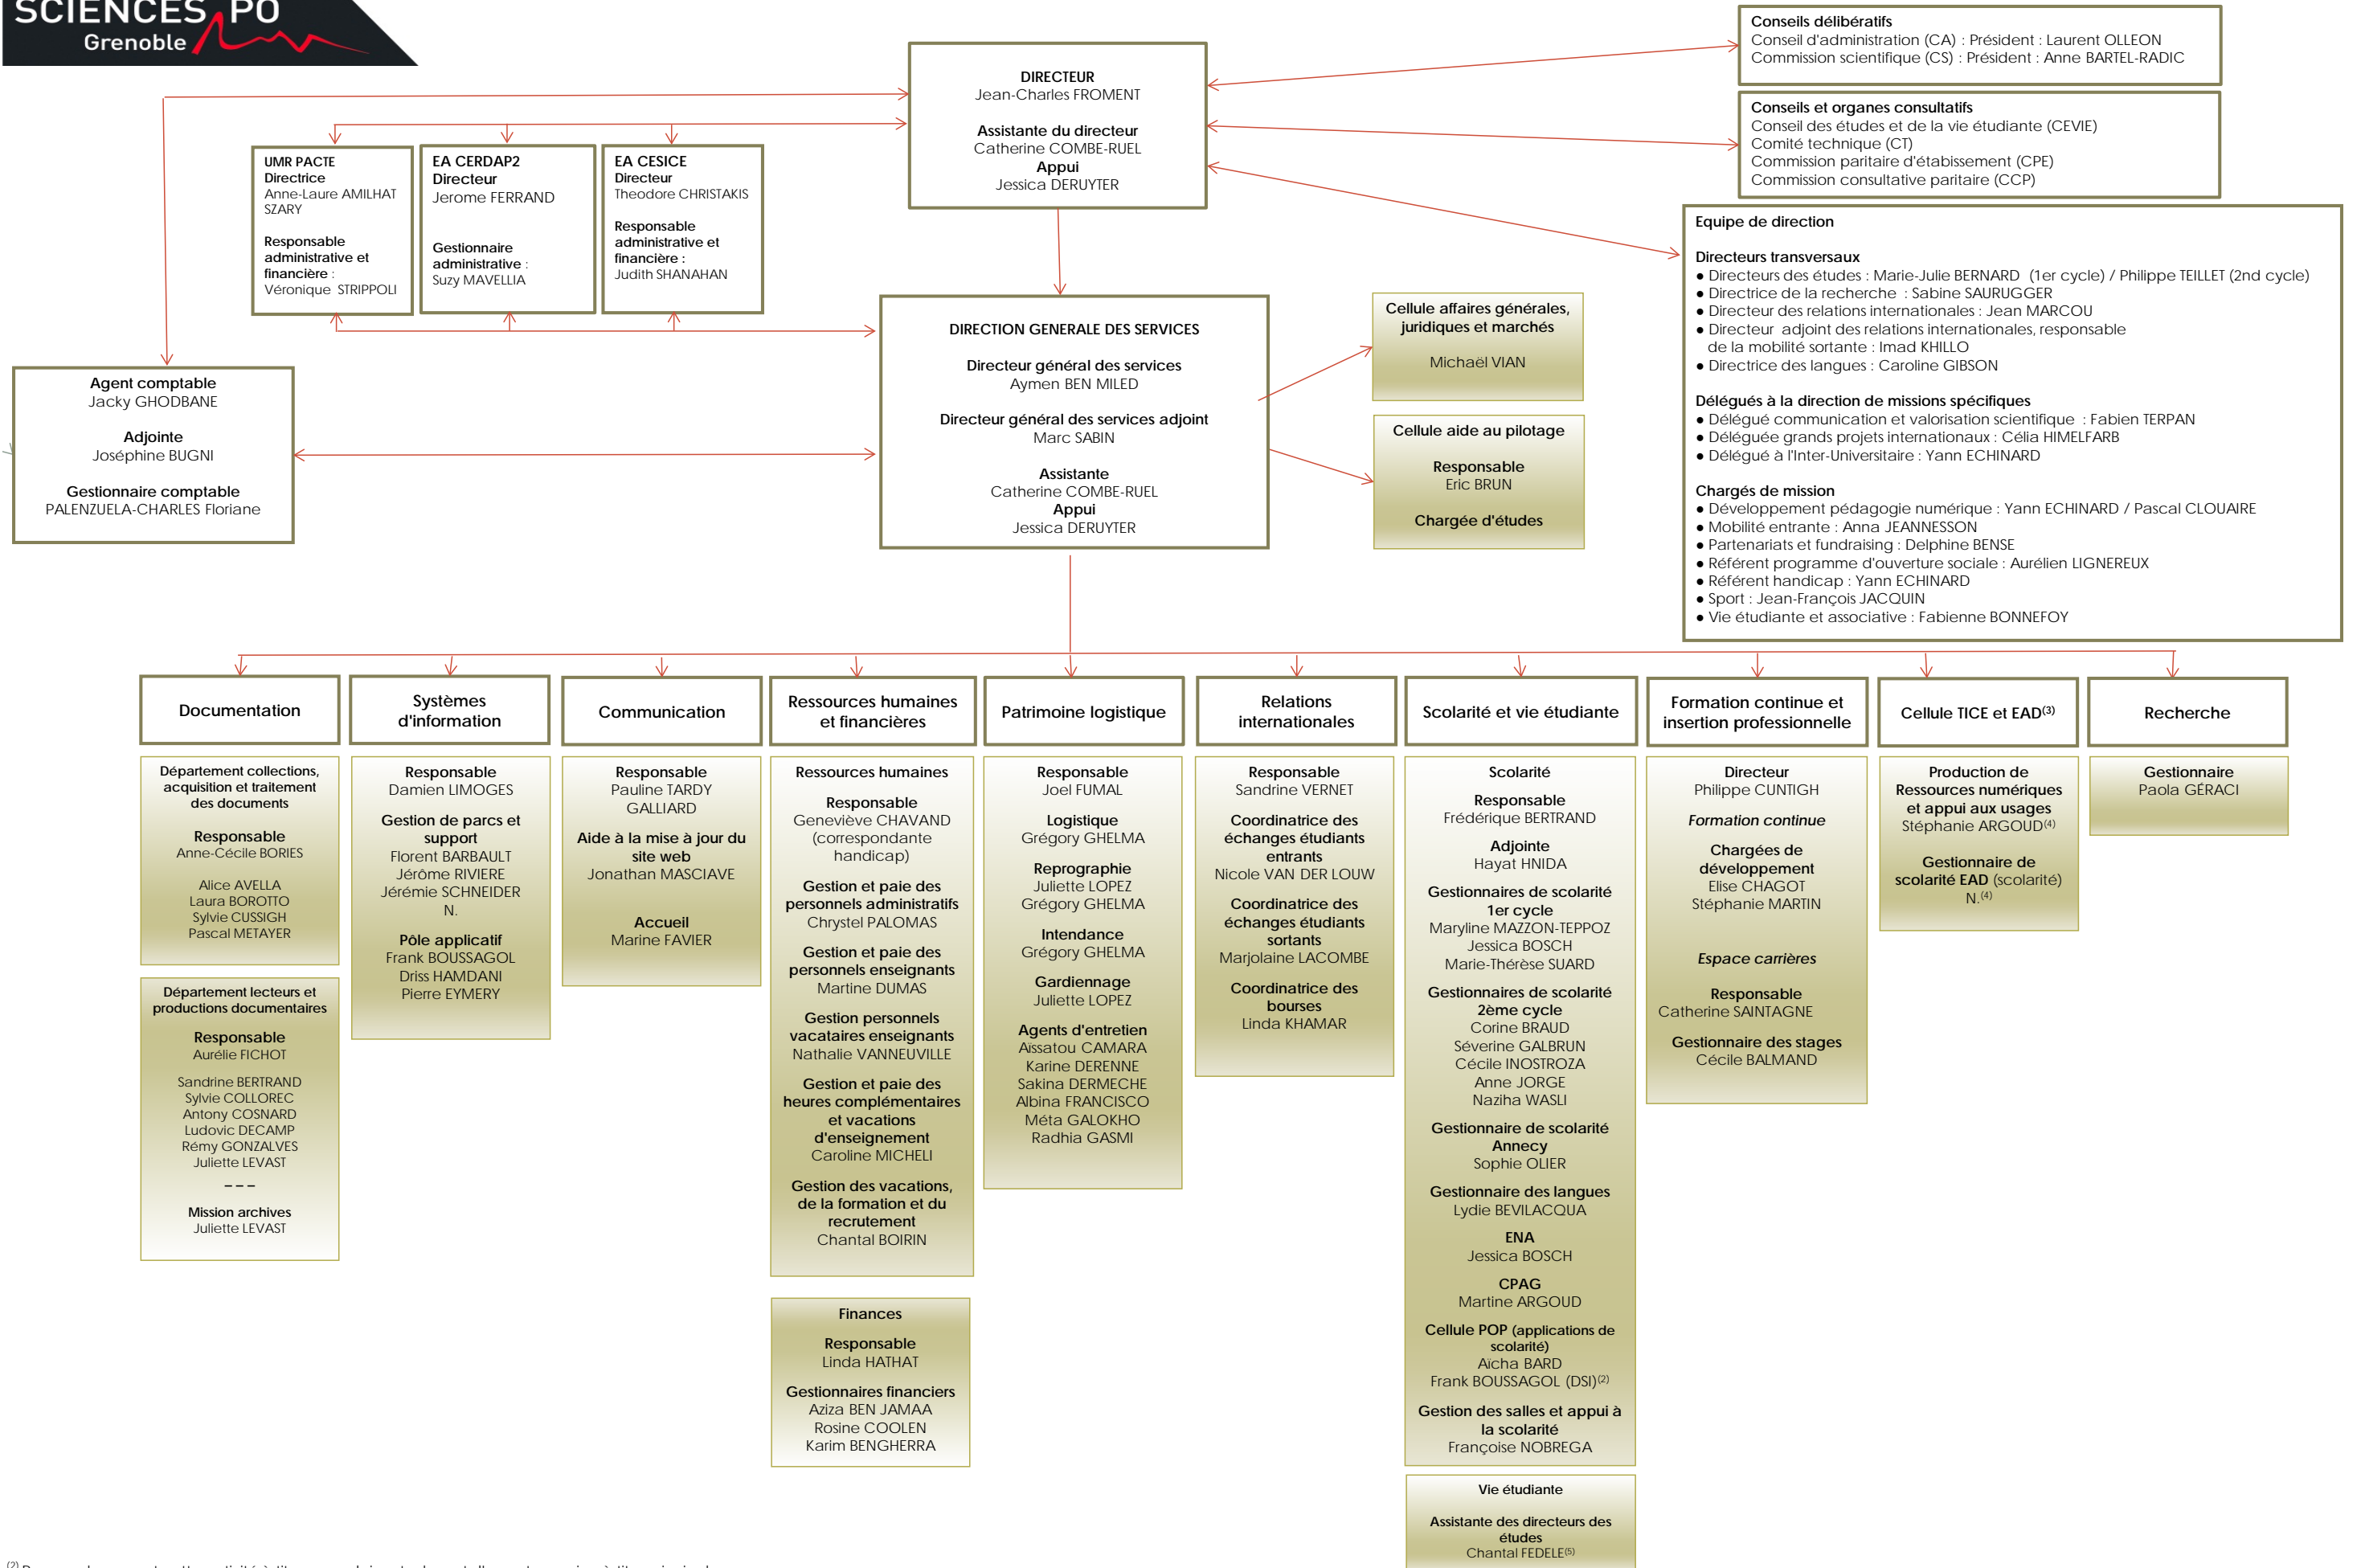 SCIENCES PO
Grenoble
DIRECTEUR
Jean-Charles FROMENT
Assistante du directeur
Catherine COMBE-RUEL
Appui
Jessica DERUYTER
Conseils délibératifs
Conseil d'administration (CA) : Président : Laurent OLLEON
Commission scientifique (CS) : Président : Anne BARTEL-RADIC
Conseils et organes consultatifs
Conseil des études et de la vie étudiante (CEVIE)
Comité technique (CT)
Commission paritaire d'étabissement (CPE)
Commission consultative paritaire (CCP)
UMR PACTE
Directrice
Anne-Laure AMILHAT
SZARY
Responsable
administrative et
financière :
Véronique STRIPPOLI
EA CERDAP2
Directeur
Jerome FERRAND
Gestionnaire
administrative :
Suzy MAVELLIA
EA CESICE
Directeur
Theodore CHRISTAKIS
Responsable
administrative et
financière :
Judith SHANAHAN
Equipe de direction
Directeurs transversaux
● Directeurs des études : Marie-Julie BERNARD (1er cycle) / Philippe TEILLET (2nd cycle)
● Directrice de la recherche : Sabine SAURUGGER
● Directeur des relations internationales : Jean MARCOU
● Directeur adjoint des relations internationales, responsable
de la mobilité sortante : Imad KHILLO
● Directrice des langues : Caroline GIBSON
Délégués à la direction de missions spécifiques
● Délégué communication et valorisation scientifique : Fabien TERPAN
● Déléguée grands projets internationaux : Célia HIMELFARB
● Délégué à l'Inter-Universitaire : Yann ECHINARD
Chargés de mission
● Développement pédagogie numérique : Yann ECHINARD / Pascal CLOUAIRE
● Mobilité entrante : Anna JEANNESSON
● Partenariats et fundraising : Delphine BENSE
● Référent programme d'ouverture sociale : Aurélien LIGNEREUX
● Référent handicap : Yann ECHINARD
● Sport : Jean-François JACQUIN
● Vie étudiante et associative : Fabienne BONNEFOY
Agent comptable
Jacky GHODBANE
Adjointe
Joséphine BUGNI
Gestionnaire comptable
PALENZUELA-CHARLES Floriane
DIRECTION GENERALE DES SERVICES
Directeur général des services
Aymen BEN MILED
Directeur général des services adjoint
Marc SABIN
Assistante
Catherine COMBE-RUEL
Appui
Jessica DERUYTER
Cellule affaires générales,
juridiques et marchés
Michaël VIAN
Cellule aide au pilotage
Responsable
Eric BRUN
Chargée d'études
Documentation
Département collections,
acquisition et traitement
des documents
Responsable
Anne-Cécile BORIES
Alice AVELLA
Laura BOROTTO
Sylvie CUSSIGH
Pascal METAYER
Département lecteurs et
productions documentaires
Responsable
Aurélie FICHOT
Sandrine BERTRAND
Sylvie COLLOREC
Antony COSNARD
Ludovic DECAMP
Rémy GONZALVES
Juliette LEVAST
– – –
Mission archives
Juliette LEVAST
Systèmes
d'information
Responsable
Damien LIMOGES
Gestion de parcs et
support
Florent BARBAULT
Jérôme RIVIERE
Jérémie SCHNEIDER
N.
Pôle applicatif
Frank BOUSSAGOL
Driss HAMDANI
Pierre EYMERY
Communication
Responsable
Pauline TARDY
GALLIARD
Aide à la mise à jour du
site web
Jonathan MASCIAVE
Accueil
Marine FAVIER
Ressources humaines
et financières
Ressources humaines
Responsable
Geneviève CHAVAND
(correspondante
handicap)
Gestion et paie des
personnels administratifs
Chrystel PALOMAS
Gestion et paie des
personnels enseignants
Martine DUMAS
Gestion personnels
vacataires enseignants
Nathalie VANNEUVILLE
Gestion et paie des
heures complémentaires
et vacations
d'enseignement
Caroline MICHELI
Gestion des vacations,
de la formation et du
recrutement
Chantal BOIRIN
Finances
Responsable
Linda HATHAT
Gestionnaires financiers
Aziza BEN JAMAA
Rosine COOLEN
Karim BENGHERRA
Patrimoine logistique
Responsable
Joel FUMAL
Logistique
Grégory GHELMA
Reprographie
Juliette LOPEZ
Grégory GHELMA
Intendance
Grégory GHELMA
Gardiennage
Juliette LOPEZ
Agents d'entretien
Aïssatou CAMARA
Karine DERENNE
Sakina DERMECHE
Albina FRANCISCO
Méta GALOKHO
Radhia GASMI
Relations
internationales
Responsable
Sandrine VERNET
Coordinatrice des
échanges étudiants
entrants
Nicole VAN DER LOUW
Coordinatrice des
échanges étudiants
sortants
Marjolaine LACOMBE
Coordinatrice des
bourses
Linda KHAMAR
Scolarité et vie étudiante
Scolarité
Responsable
Frédérique BERTRAND
Adjointe
Hayat HNIDA
Gestionnaires de scolarité
1er cycle
Maryline MAZZON-TEPPOZ
Jessica BOSCH
Marie-Thérèse SUARD
Gestionnaires de scolarité
2ème cycle
Corine BRAUD
Séverine GALBRUN
Cécile INOSTROZA
Anne JORGE
Naziha WASLI
Gestionnaire de scolarité
Annecy
Sophie OLIER
Gestionnaire des langues
Lydie BEVILACQUA
ENA
Jessica BOSCH
CPAG
Martine ARGOUD
Cellule POP (applications de
scolarité)
Aïcha BARD
Frank BOUSSAGOL (DSI)(2)
Gestion des salles et appui à
la scolarité
Françoise NOBREGA
Vie étudiante
Assistante des directeurs des
études
Chantal FEDELE(5)
Formation continue et
insertion professionnelle
Directeur
Philippe CUNTIGH
Formation continue
Chargées de
développement
Elise CHAGOT
Stéphanie MARTIN
Espace carrières
Responsable
Catherine SAINTAGNE
Gestionnaire des stages
Cécile BALMAND
Cellule TICE et EAD(3)
Production de
Ressources numériques
et appui aux usages
Stéphanie ARGOUD(4)
Gestionnaire de
scolarité EAD (scolarité)
N.(4)
Recherche
Gestionnaire
Paola GÉRACI
(2)